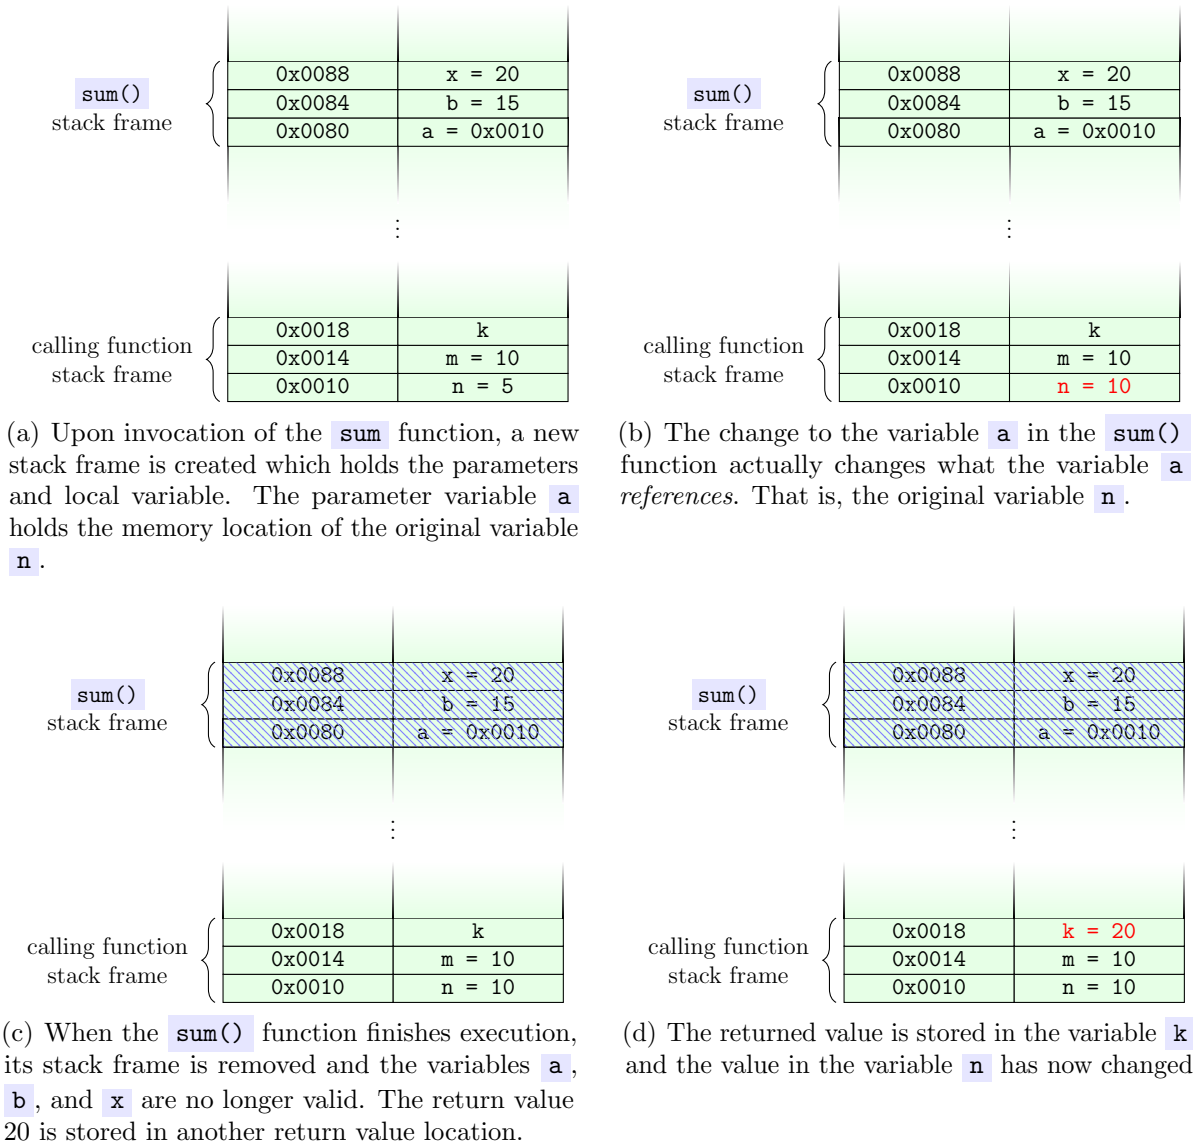 0x0088 x = 20
sum() 0x0084 b = 15
stack frame 0x0080 a = 0x0010
⋮
0x0018 k
calling function 0x0014 m = 10
stack frame 0x0010 n = 5
(a) Upon invocation of the sum function, a new
stack frame is created which holds the parameters
and local variable. The parameter variable a
holds the memory location of the original variable
n .
0x0088 x = 20
sum() 0x0084 b = 15
stack frame 0x0080 a = 0x0010
⋮
0x0018 k
calling function 0x0014 m = 10
stack frame 0x0010 n = 10
(b) The change to the variable a in the sum()
function actually changes what the variable a
references. That is, the original variable n .
0x0088 x = 20
sum() 0x0084 b = 15
stack frame 0x0080 a = 0x0010
⋮
0x0018 k
calling function 0x0014 m = 10
stack frame 0x0010 n = 10
(c) When the sum() function finishes execution,
its stack frame is removed and the variables a ,
b , and x are no longer valid. The return value
20 is stored in another return value location.
0x0088 x = 20
sum() 0x0084 b = 15
stack frame 0x0080 a = 0x0010
⋮
0x0018 k = 20
calling function 0x0014 m = 10
stack frame 0x0010 n = 10
(d) The returned value is stored in the variable k
and the value in the variable n has now changed